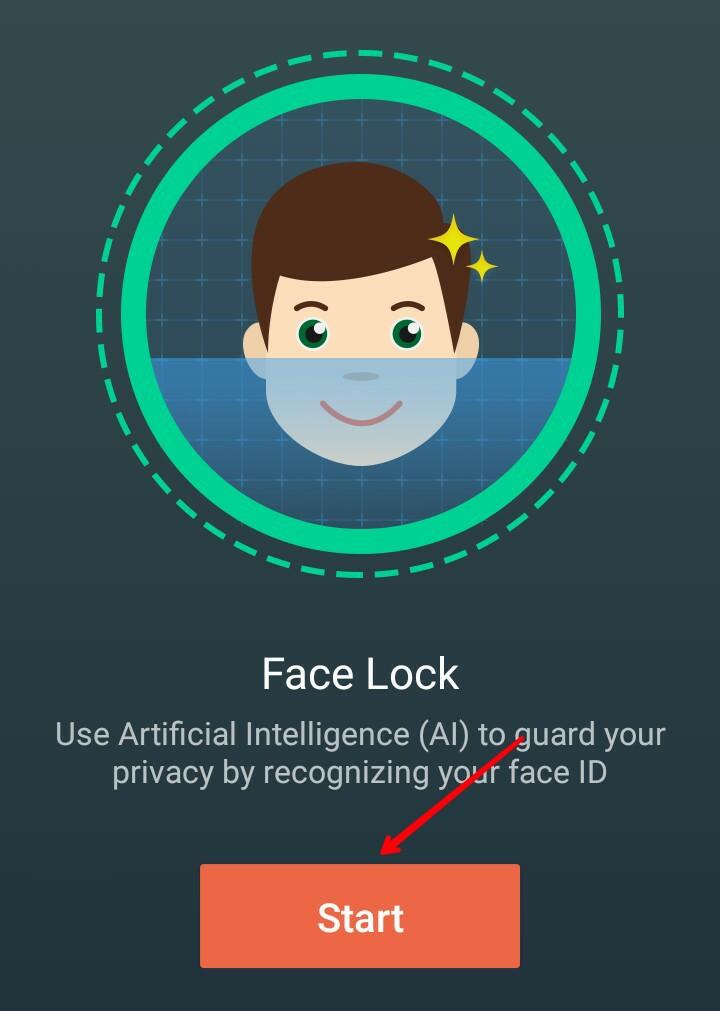 Face Lock
Use Artificial Intelligence (AI) to guard your
privacy by recognizing your face ID
Start